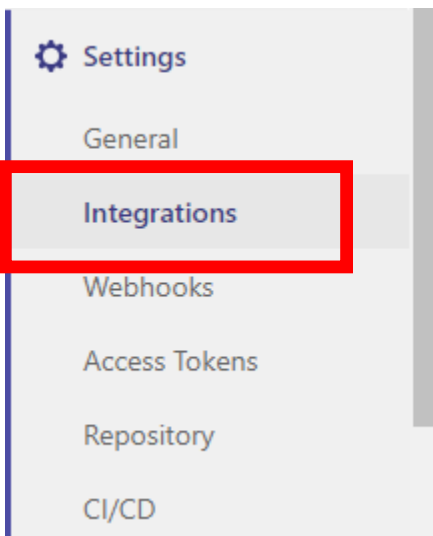 Settings
General
Integrations
Webhooks
Access Tokens
Repository
CI/CD